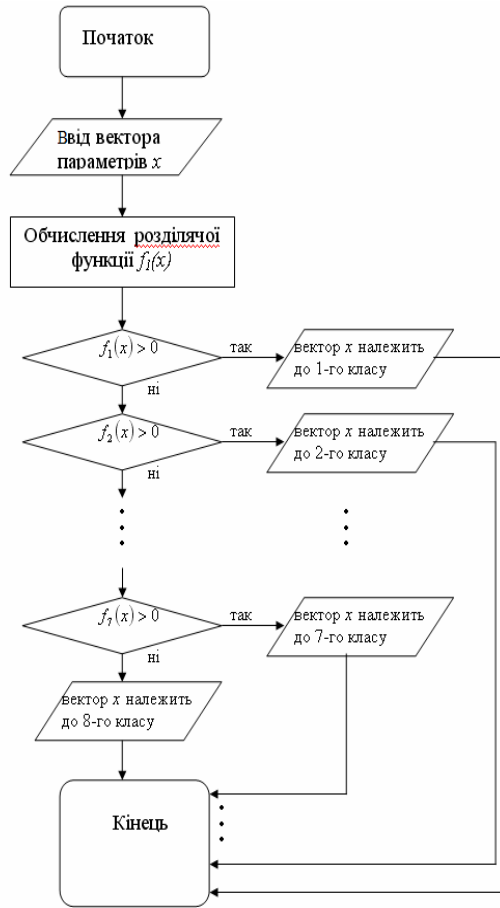 Початок
Ввід вектора
параметрів x
Обчислення розділячої
функції f₁(x)
f₁(x) > 0
так
вектор x належить
до 1-го класу
ні
f₂(x) > 0
так
вектор x належить
до 2-го класу
ні
f₇(x) > 0
так
вектор x належить
до 7-го класу
ні
вектор x належить
до 8-го класу
Кінець